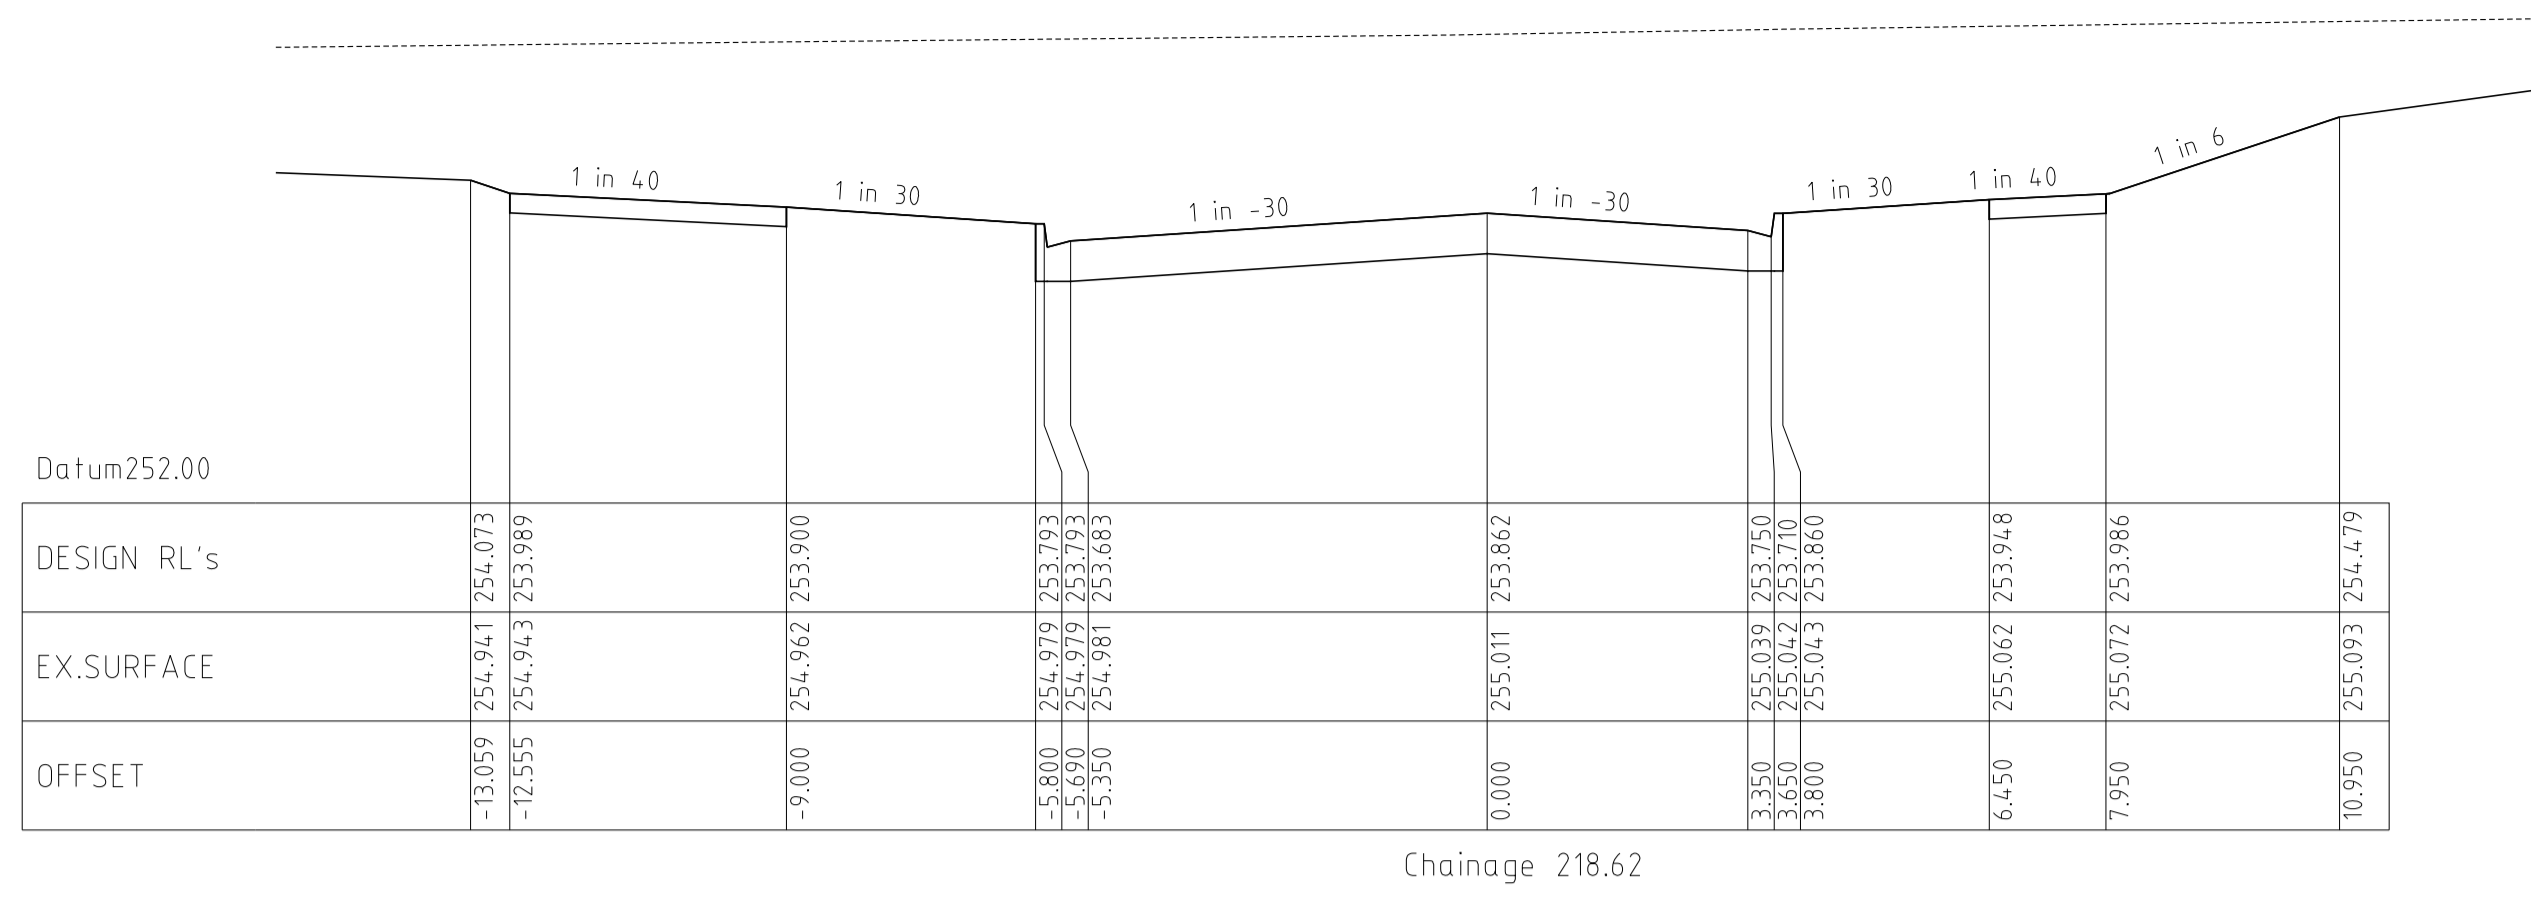 1 in 40
1 in 30
1 in -30
1 in -30
1 in 30
1 in 40
1 in 6
Datum252.00
DESIGN RL's 254.073 253.989 253.900 253.793 253.793 253.683 253.862 253.750 253.710 253.860 253.948 253.986 254.479
EX.SURFACE 254.941 254.943 254.962 254.979 254.979 254.981 255.011 255.039 255.042 255.043 255.062 255.072 255.093
OFFSET -13.059 -12.555 -9.000 -5.800 -5.690 -5.350 0.000 3.350 3.650 3.800 6.450 7.950 10.950
Chainage 218.62